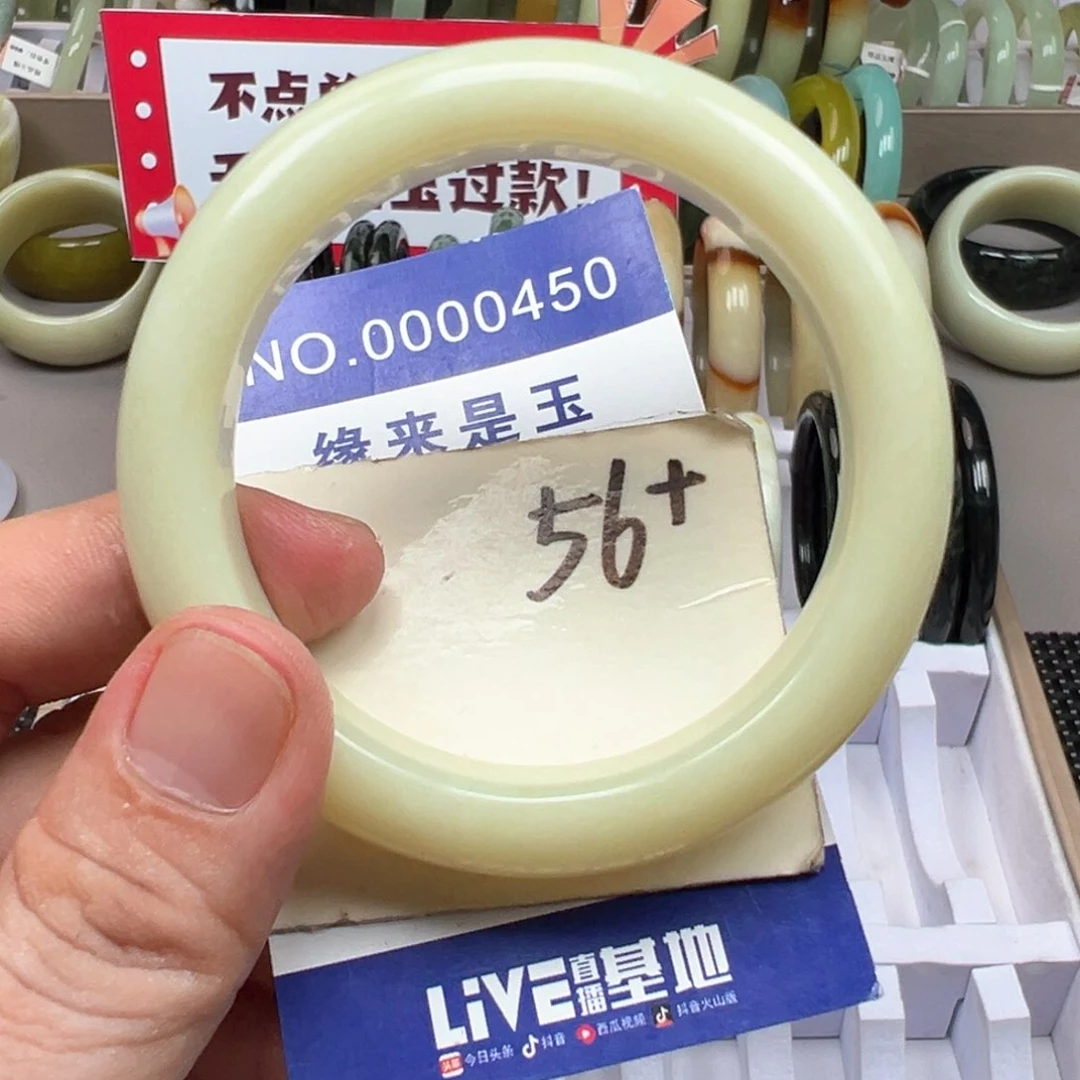 不点
玉过款!
NO.0000450
缘来是玉
56+
LiVE直播基地
今日头条 抖音 西瓜视频 抖音火山版